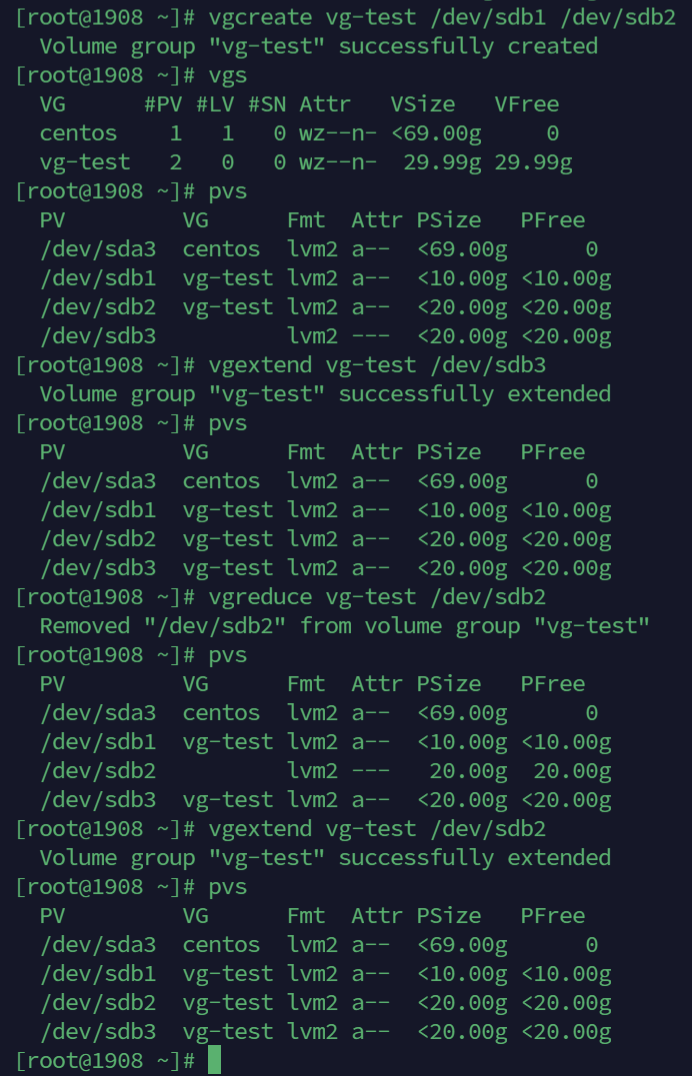 [root@1908 ~]# vgcreate vg-test /dev/sdb1 /dev/sdb2
  Volume group "vg-test" successfully created
[root@1908 ~]# vgs
  VG      #PV #LV #SN Attr   VSize   VFree
  centos    1   1   0 wz--n- <69.00g     0
  vg-test   2   0   0 wz--n-  29.99g 29.99g
[root@1908 ~]# pvs
  PV         VG      Fmt  Attr PSize   PFree
  /dev/sda3  centos  lvm2 a--  <69.00g      0
  /dev/sdb1  vg-test lvm2 a--  <10.00g <10.00g
  /dev/sdb2  vg-test lvm2 a--  <20.00g <20.00g
  /dev/sdb3          lvm2 ---  <20.00g <20.00g
[root@1908 ~]# vgextend vg-test /dev/sdb3
  Volume group "vg-test" successfully extended
[root@1908 ~]# pvs
  PV         VG      Fmt  Attr PSize   PFree
  /dev/sda3  centos  lvm2 a--  <69.00g      0
  /dev/sdb1  vg-test lvm2 a--  <10.00g <10.00g
  /dev/sdb2  vg-test lvm2 a--  <20.00g <20.00g
  /dev/sdb3  vg-test lvm2 a--  <20.00g <20.00g
[root@1908 ~]# vgreduce vg-test /dev/sdb2
  Removed "/dev/sdb2" from volume group "vg-test"
[root@1908 ~]# pvs
  PV         VG      Fmt  Attr PSize   PFree
  /dev/sda3  centos  lvm2 a--  <69.00g      0
  /dev/sdb1  vg-test lvm2 a--  <10.00g <10.00g
  /dev/sdb2          lvm2 ---   20.00g  20.00g
  /dev/sdb3  vg-test lvm2 a--  <20.00g <20.00g
[root@1908 ~]# vgextend vg-test /dev/sdb2
  Volume group "vg-test" successfully extended
[root@1908 ~]# pvs
  PV         VG      Fmt  Attr PSize   PFree
  /dev/sda3  centos  lvm2 a--  <69.00g      0
  /dev/sdb1  vg-test lvm2 a--  <10.00g <10.00g
  /dev/sdb2  vg-test lvm2 a--  <20.00g <20.00g
  /dev/sdb3  vg-test lvm2 a--  <20.00g <20.00g
[root@1908 ~]#